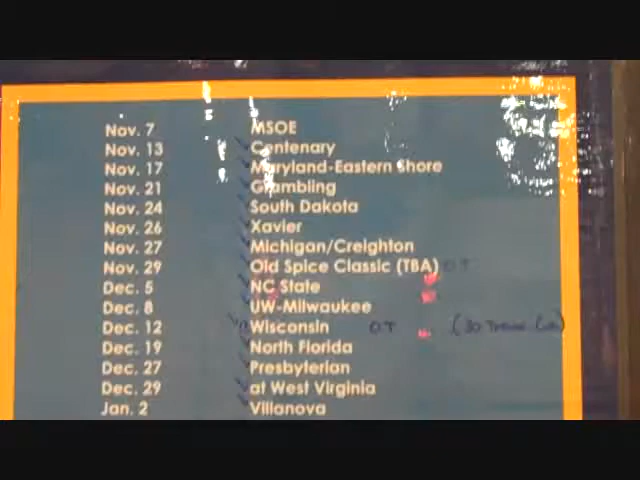 Nov. 7 MSOE
Nov. 13 Centenary
Nov. 17 Maryland-Eastern Shore
Nov. 21 Grambling
Nov. 24 South Dakota
Nov. 26 Xavier
Nov. 27 Michigan/Creighton
Nov. 29 Old Spice Classic (TBA) OT
Dec. 5 NC State
Dec. 8 UW-Milwaukee
Dec. 12 Wisconsin OT
Dec. 19 North Florida
Dec. 27 Presbyterian
Dec. 29 at West Virginia
Jan. 2 Villanova